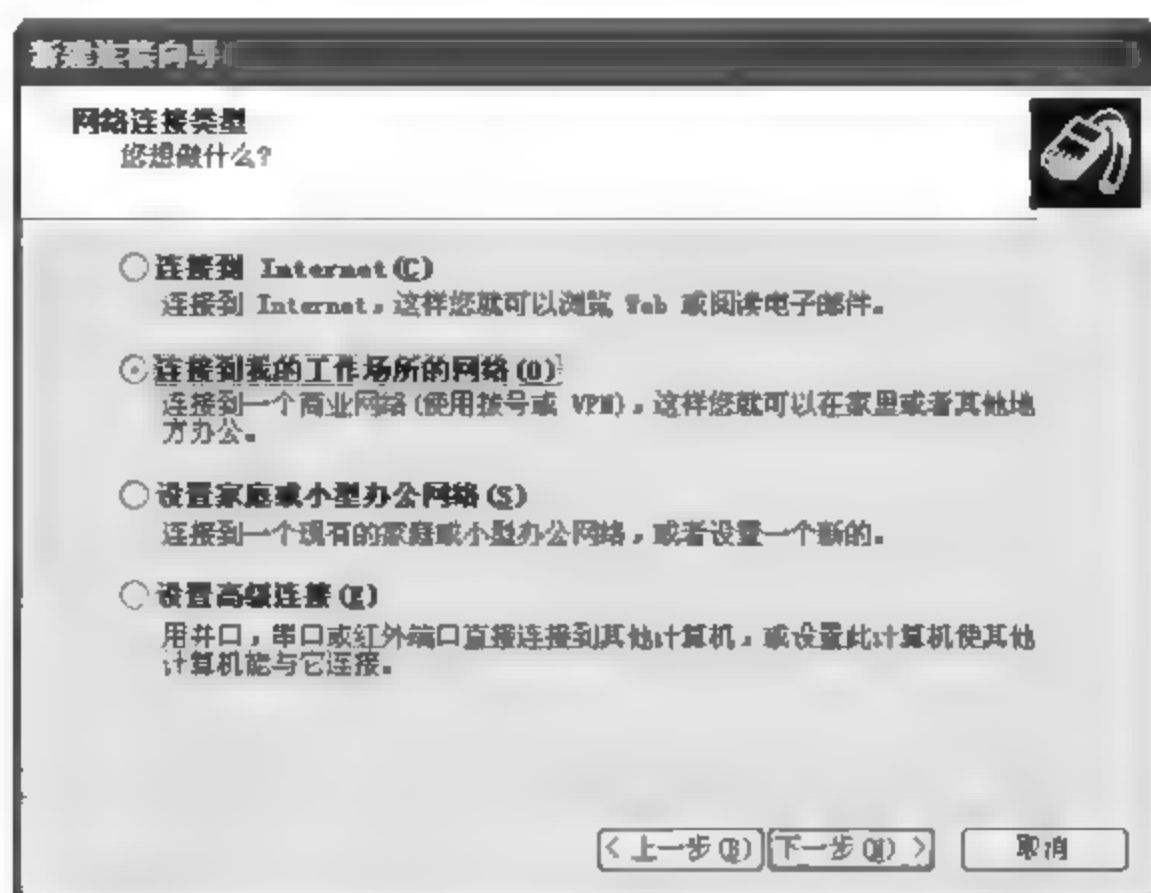 新建连接向导
网络连接类型
您想做什么?
连接到 Internet(C)
连接到 Internet,这样您就可以浏览 Web 或阅读电子邮件。
连接到我的工作场所的网络(O)
连接到一个商业网络(使用拨号或 VPN),这样您就可以在家里或者其他地
方办公。
设置家庭或小型办公网络(S)
连接到一个现有的家庭或小型办公网络,或者设置一个新的。
设置高级连接(E)
用并口,串口或红外端口直接连接到其他计算机,或设置此计算机使其他
计算机能与它连接。
< 上一步(B) 下一步(N) > 取消